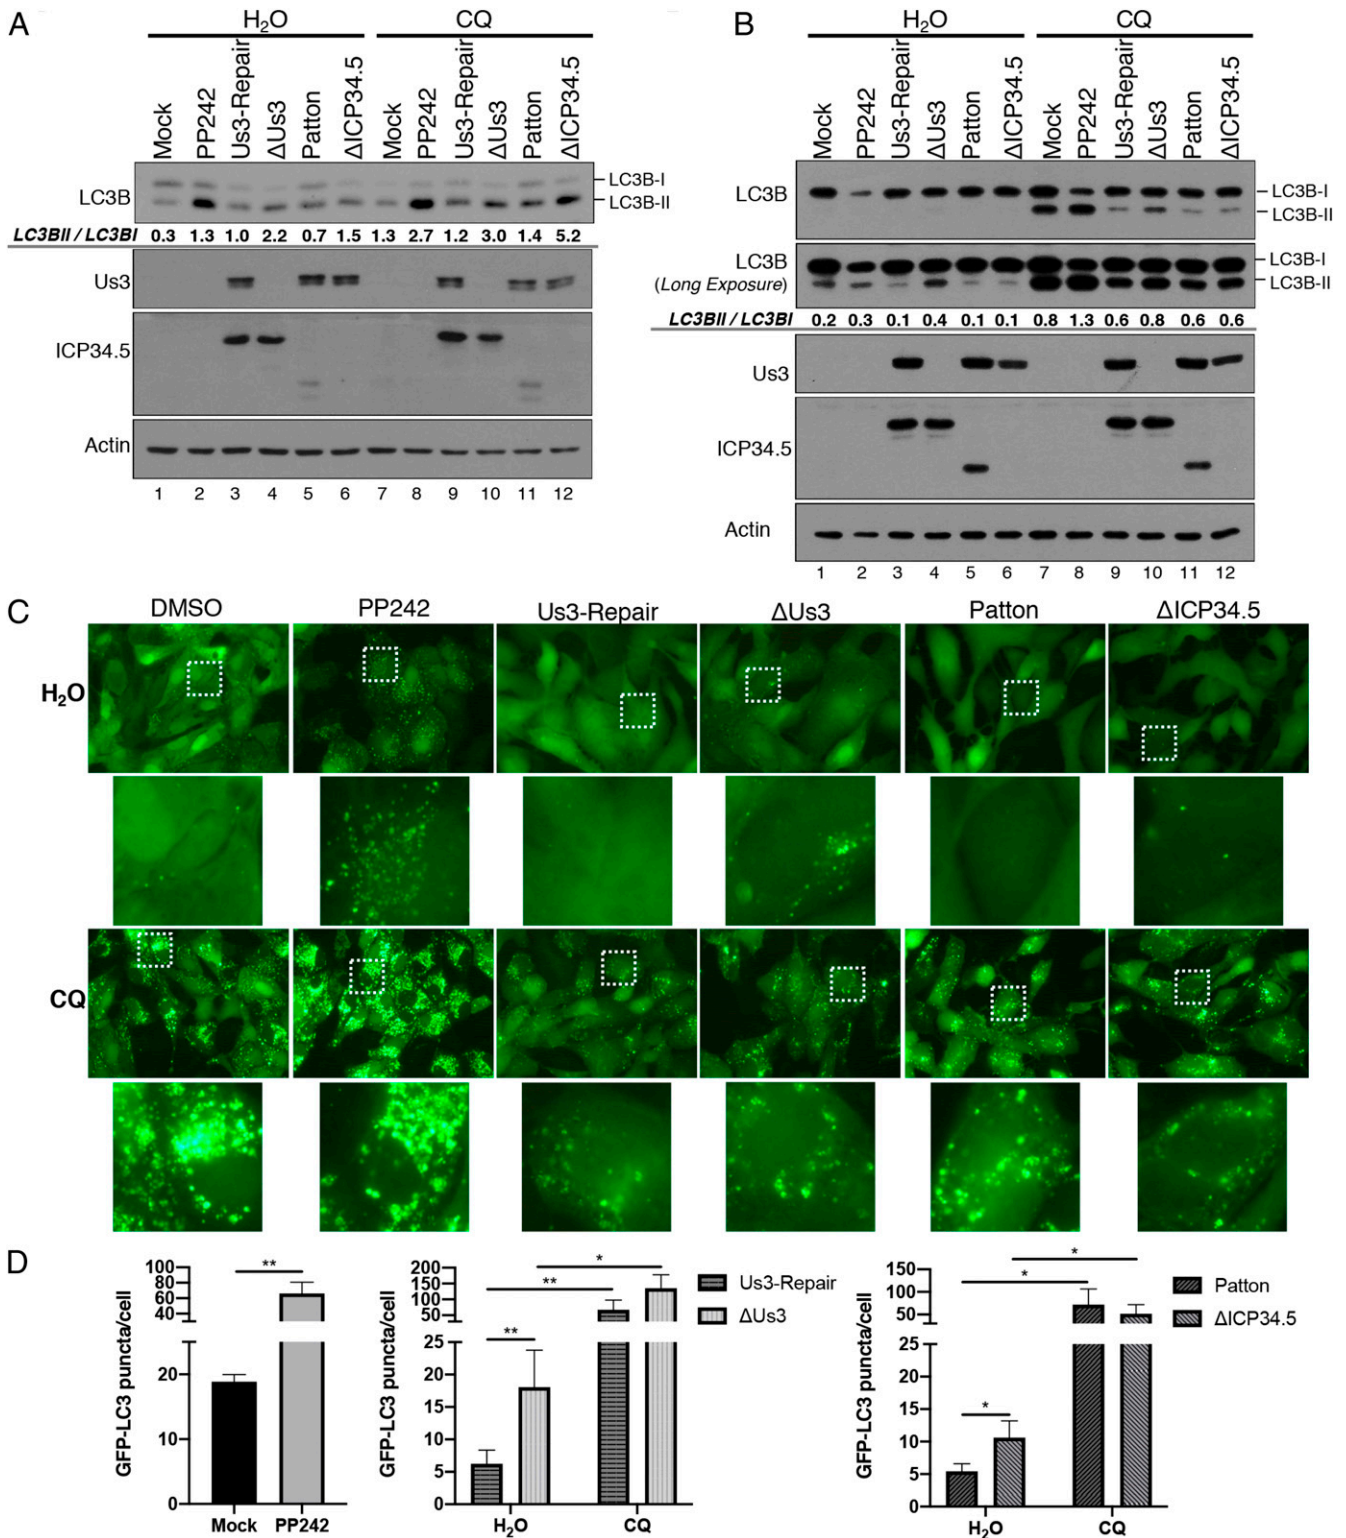 A
H₂O
CQ
Mock
PP242
Us3-Repair
ΔUs3
Patton
ΔICP34.5
Mock
PP242
Us3-Repair
ΔUs3
Patton
ΔICP34.5
LC3B
LC3B-I
LC3B-II
LC3BII / LC3BI 0.3 1.3 1.0 2.2 0.7 1.5 1.3 2.7 1.2 3.0 1.4 5.2
Us3
ICP34.5
Actin
1 2 3 4 5 6 7 8 9 10 11 12
B
H₂O
CQ
Mock
PP242
Us3-Repair
ΔUs3
Patton
ΔICP34.5
Mock
PP242
Us3-Repair
ΔUs3
Patton
ΔICP34.5
LC3B
LC3B-I
LC3B-II
LC3B
(Long Exposure)
LC3B-I
LC3B-II
LC3BII / LC3BI 0.2 0.3 0.1 0.4 0.1 0.1 0.8 1.3 0.6 0.8 0.6 0.6
Us3
ICP34.5
Actin
1 2 3 4 5 6 7 8 9 10 11 12
C
DMSO PP242 Us3-Repair ΔUs3 Patton ΔICP34.5
H₂O
CQ
D
GFP-LC3 puncta/cell
100
80
60
40
20
10
0
**
Mock PP242
GFP-LC3 puncta/cell
200
150
100
50
25
20
15
10
5
0
**
**
*
H₂O CQ
Us3-Repair
ΔUs3
GFP-LC3 puncta/cell
150
100
50
25
20
15
10
5
0
*
*
*
H₂O CQ
Patton
ΔICP34.5